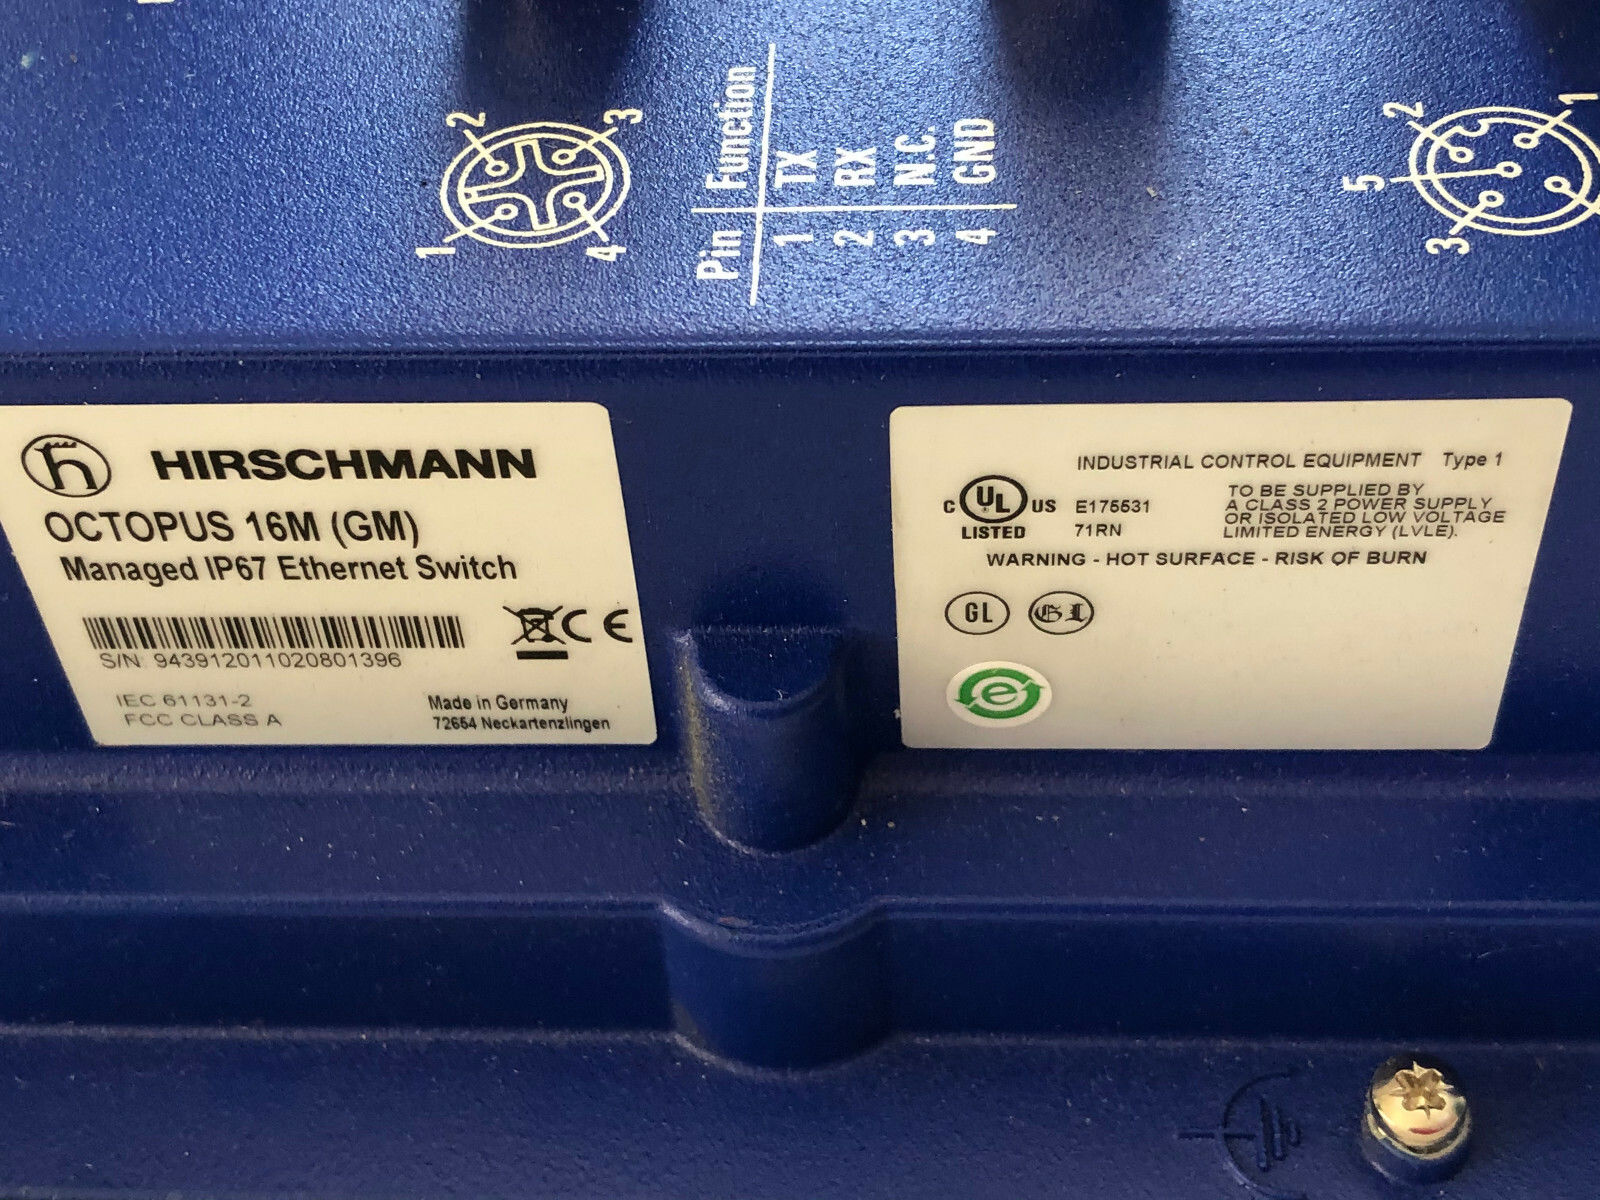 2 3
1 4
Pin Function
1 TX
2 RX
3 N.C.
4 GND
2 1
5
3
HIRSCHMANN
OCTOPUS 16M (GM)
Managed IP67 Ethernet Switch
CE
S/N: 943912011020801396
IEC 61131-2
FCC CLASS A
Made in Germany
72654 Neckartenzlingen
INDUSTRIAL CONTROL EQUIPMENT Type 1
C UL US
LISTED
E175531
71RN
TO BE SUPPLIED BY
A CLASS 2 POWER SUPPLY
OR ISOLATED LOW VOLTAGE
LIMITED ENERGY (LVLE).
WARNING - HOT SURFACE - RISK OF BURN
GL GL
e